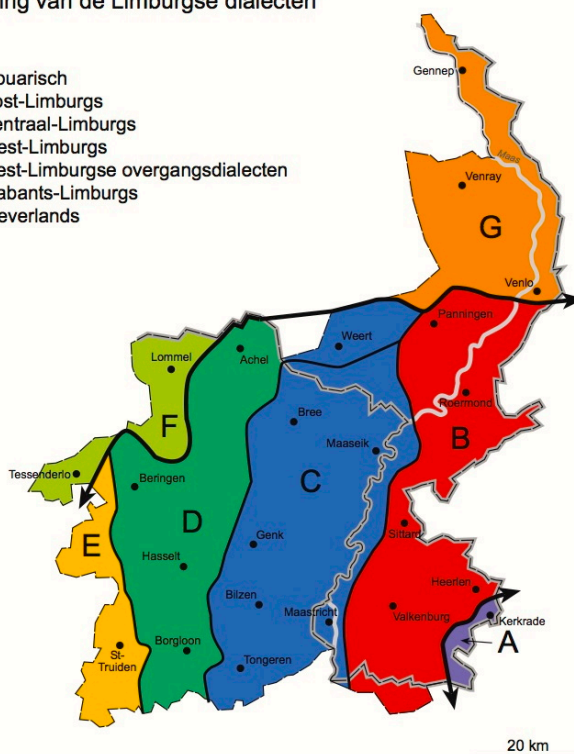 ing van de Limburgse dialecten
puarisch
ost-Limburgs
entraal-Limburgs
est-Limburgs
est-Limburgse overgangsdialecten
abants-Limburgs
everlands
Gennep
Maas
Venray
G
Venlo
Panningen
Weert
Achel
Lommel
Roermond
Bree
F
B
Maaseik
Tessenderlo
Beringen
C
D
Sittard
E
Genk
Hasselt
Heerlen
Bilzen
Maastricht
Valkenburg
Kerkrade
A
St-
Truiden
Borgloon
Tongeren
20 km